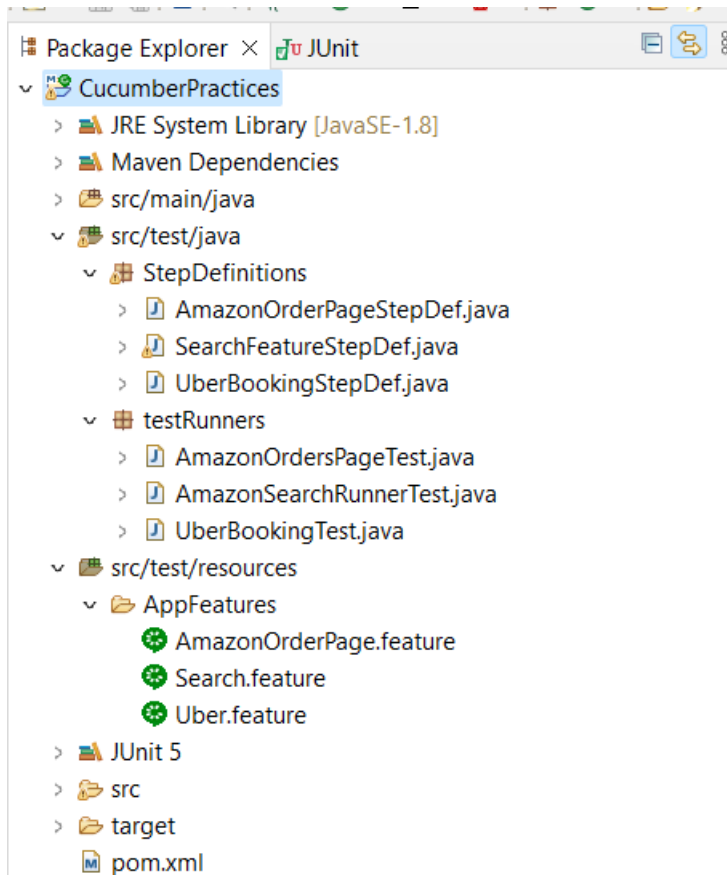 Package Explorer × JUnit
CucumberPractices
JRE System Library [JavaSE-1.8]
Maven Dependencies
src/main/java
src/test/java
StepDefinitions
AmazonOrderPageStepDef.java
SearchFeatureStepDef.java
UberBookingStepDef.java
testRunners
AmazonOrdersPageTest.java
AmazonSearchRunnerTest.java
UberBookingTest.java
src/test/resources
AppFeatures
AmazonOrderPage.feature
Search.feature
Uber.feature
JUnit 5
src
target
pom.xml